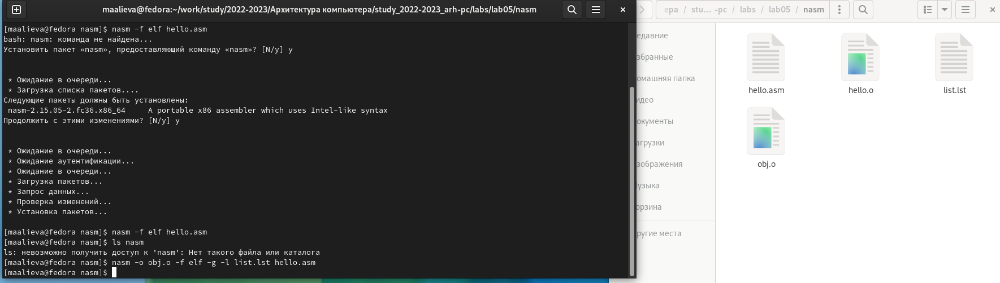 maalieva@fedora:~/work/study/2022-2023/Архитектура компьютера/study_2022-2023_arh-pc/labs/lab05/nasm
[maalieva@fedora nasm]$ nasm -f elf hello.asm
bash: nasm: команда не найдена...
Установить пакет «nasm», предоставляющий команду «nasm»? [N/y] y
* Ожидание в очереди...
* Загрузка списка пакетов....
Следующие пакеты должны быть установлены:
nasm-2.15.05-2.fc36.x86_64 A portable x86 assembler which uses Intel-like syntax
Продолжить с этими изменениями? [N/y] y
* Ожидание в очереди...
* Ожидание аутентификации...
* Ожидание в очереди...
* Загрузка пакетов...
* Запрос данных...
* Проверка изменений...
* Установка пакетов...
[maalieva@fedora nasm]$ nasm -f elf hello.asm
[maalieva@fedora nasm]$ ls nasm
ls: невозможно получить доступ к 'nasm': Нет такого файла или каталога
[maalieva@fedora nasm]$ nasm -o obj.o -f elf -g -l list.lst hello.asm
[maalieva@fedora nasm]$
ера / stu... -pc / labs / lab05 / nasm
едавние
збранные
омашняя папка
идео
окументы
агрузки
зображения
узыка
орзина
ругие места
hello.asm
hello.o
list.lst
obj.o